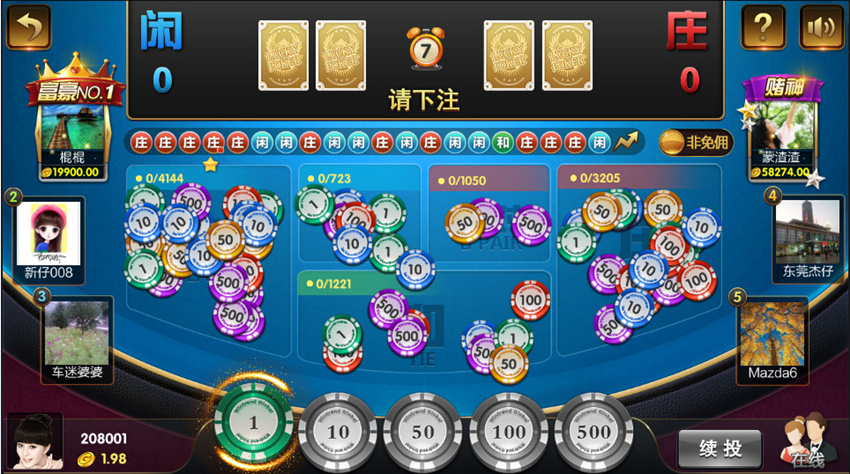 闲
0
7
请下注
庄
0
?
富豪NO.1
棍棍
19900.00
赌神
蒙渣渣
58274.00
庄 庄 庄 庄 庄 闲 闲 庄 闲 闲 庄 闲 庄 闲 闲 和 庄 庄 庄 闲
非免佣
0/4144
0/723
0/1050
0/3205
0/1221
2
新仔008
3
车迷婆婆
4
东莞杰仔
5
Mazda6
TIE
208001
1.98
1
10
50
100
500
续投
在线